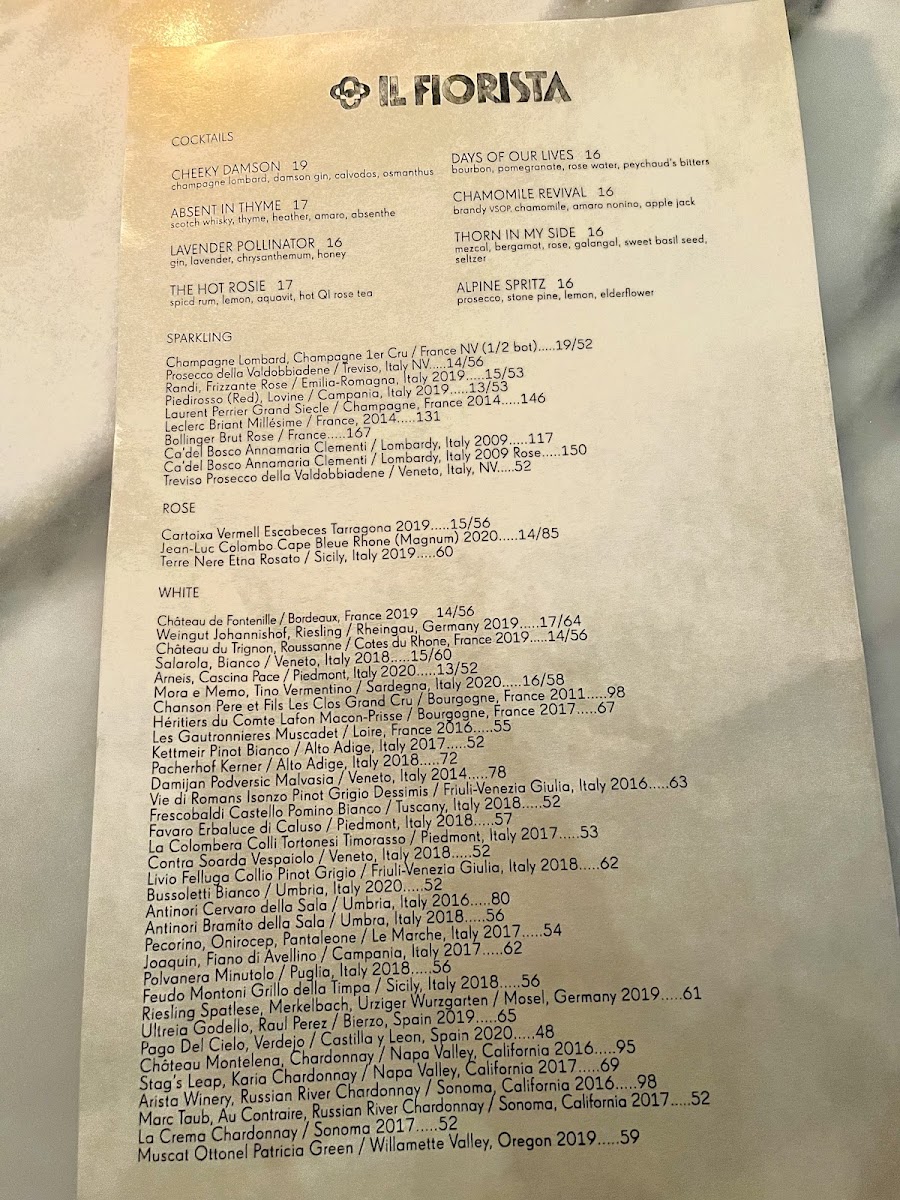 IL FIORISTA
COCKTAILS
CHEEKY DAMSON 19
champagne lombard, damson gin, calvodos, osmanthus
ABSENT IN THYME 17
scotch whisky, thyme, heather, amaro, absenthe
LAVENDER POLLINATOR 16
gin, lavender, chrysanthemum, honey
THE HOT ROSIE 17
spicd rum, lemon, aquavit, hot QI rose tea
DAYS OF OUR LIVES 16
bourbon, pomegranate, rose water, peychaud's bitters
CHAMOMILE REVIVAL 16
brandy VSOP, chamomile, amaro nonino, apple jack
THORN IN MY SIDE 16
mezcal, bergamot, rose, galangal, sweet basil seed,
seltzer
ALPINE SPRITZ 16
prosecco, stone pine, lemon, elderflower
SPARKLING
Champagne Lombard, Champagne 1er Cru / France NV (1/2 bot).....19/52
Prosecco della Valdobbiadene / Treviso, Italy NV.....14/56
Randi, Frizzante Rose / Emilia-Romagna, Italy 2019.....15/53
Piedirosso (Red), Lovine / Campania, Italy 2019.....13/53
Laurent Perrier Grand Siecle / Champagne, France 2014.....146
Leclerc Briant Millésime / France, 2014.....131
Bollinger Brut Rose / France.....167
Ca'del Bosco Annamaria Clementi / Lombardy, Italy 2009.....117
Ca'del Bosco Annamaria Clementi / Lombardy, Italy 2009 Rose.....150
Treviso Prosecco della Valdobbiadene / Veneto, Italy, NV.....52
ROSE
Cartoixa Vermell Escabeces Tarragona 2019.....15/56
Jean-Luc Colombo Cape Bleue Rhone (Magnum) 2020.....14/85
Terre Nere Etna Rosato / Sicily, Italy 2019.....60
WHITE
Château de Fontenille / Bordeaux, France 2019 14/56
Weingut Johannishof, Riesling / Rheingau, Germany 2019.....17/64
Château du Trignon, Roussanne / Cotes du Rhone, France 2019.....14/56
Salarola, Bianco / Veneto, Italy 2018.....15/60
Arneis, Cascina Pace / Piedmont, Italy 2020.....13/52
Mora e Memo, Tino Vermentino / Sardegna, Italy 2020.....16/58
Chanson Pere et Fils Les Clos Grand Cru / Bourgogne, France 2011.....98
Héritiers du Comte Lafon Macon-Prisse / Bourgogne, France 2017.....67
Les Gautronnieres Muscadet / Loire, France 2016.....55
Kettmeir Pinot Bianco / Alto Adige, Italy 2017.....52
Pacherhof Kerner / Alto Adige, Italy 2018.....72
Damijan Podversic Malvasia / Veneto, Italy 2014.....78
Vie di Romans Isonzo Pinot Grigio Dessimis / Friuli-Venezia Giulia, Italy 2016.....63
Frescobaldi Castello Pomino Bianco / Tuscany, Italy 2018.....52
Favaro Erbaluce di Caluso / Piedmont, Italy 2018.....57
La Colombera Colli Tortonesi Timorasso / Piedmont, Italy 2017.....53
Contra Soarda Vespaiolo / Veneto, Italy 2018.....52
Livio Felluga Collio Pinot Grigio / Friuli-Venezia Giulia, Italy 2018.....62
Bussoletti Bianco / Umbria, Italy 2020.....52
Antinori Cervaro della Sala / Umbria, Italy 2016.....80
Antinori Bramíto della Sala / Umbra, Italy 2018.....56
Pecorino, Onirocep, Pantaleone / Le Marche, Italy 2017.....54
Joaquin, Fiano di Avellino / Campania, Italy 2017.....62
Polvanera Minutolo / Puglia, Italy 2018.....56
Feudo Montoni Grillo della Timpa / Sicily, Italy 2018.....56
Riesling Spatlese, Merkelbach, Urziger Wurzgarten / Mosel, Germany 2019.....61
Ultreia Godello, Raul Perez / Bierzo, Spain 2019.....65
Pago Del Cielo, Verdejo / Castilla y Leon, Spain 2020.....48
Château Montelena, Chardonnay / Napa Valley, California 2016.....95
Stag's Leap, Karia Chardonnay / Napa Valley, California 2017.....69
Arista Winery, Russian River Chardonnay / Sonoma, California 2016.....98
Marc Taub, Au Contraire, Russian River Chardonnay / Sonoma, California 2017.....52
La Crema Chardonnay / Sonoma 2017.....52
Muscat Ottonel Patricia Green / Willamette Valley, Oregon 2019.....59